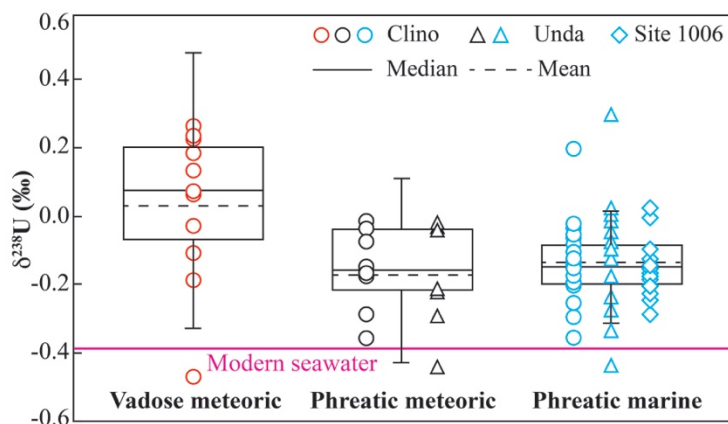 0.6
Clino Unda Site 1006
Median Mean
0.4
0.2
0.0
-0.2
-0.4
-0.6
δ²³⁸U (‰)
Modern seawater
Vadose meteoric Phreatic meteoric Phreatic marine